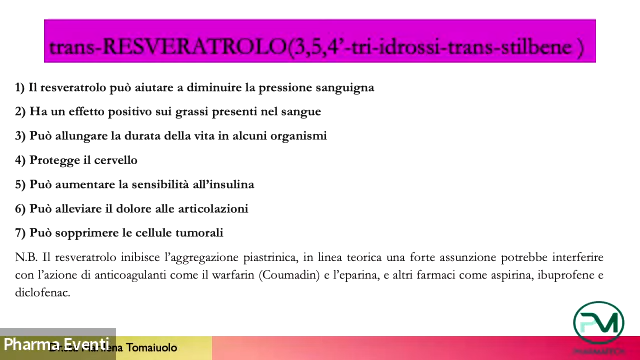 trans-RESVERATROLO(3,5,4’-tri-idrossi-trans-stilbene )
1) Il resveratrolo può aiutare a diminuire la pressione sanguigna
2) Ha un effetto positivo sui grassi presenti nel sangue
3) Può allungare la durata della vita in alcuni organismi
4) Protegge il cervello
5) Può aumentare la sensibilità all’insulina
6) Può alleviare il dolore alle articolazioni
7) Può sopprimere le cellule tumorali
N.B. Il resveratrolo inibisce l’aggregazione piastrinica, in linea teorica una forte assunzione potrebbe interferire
con l’azione di anticoagulanti come il warfarin (Coumadin) e l’eparina, e altri farmaci come aspirina, ibuprofene e
diclofenac.
Pharma Eventi
Tomaiuolo